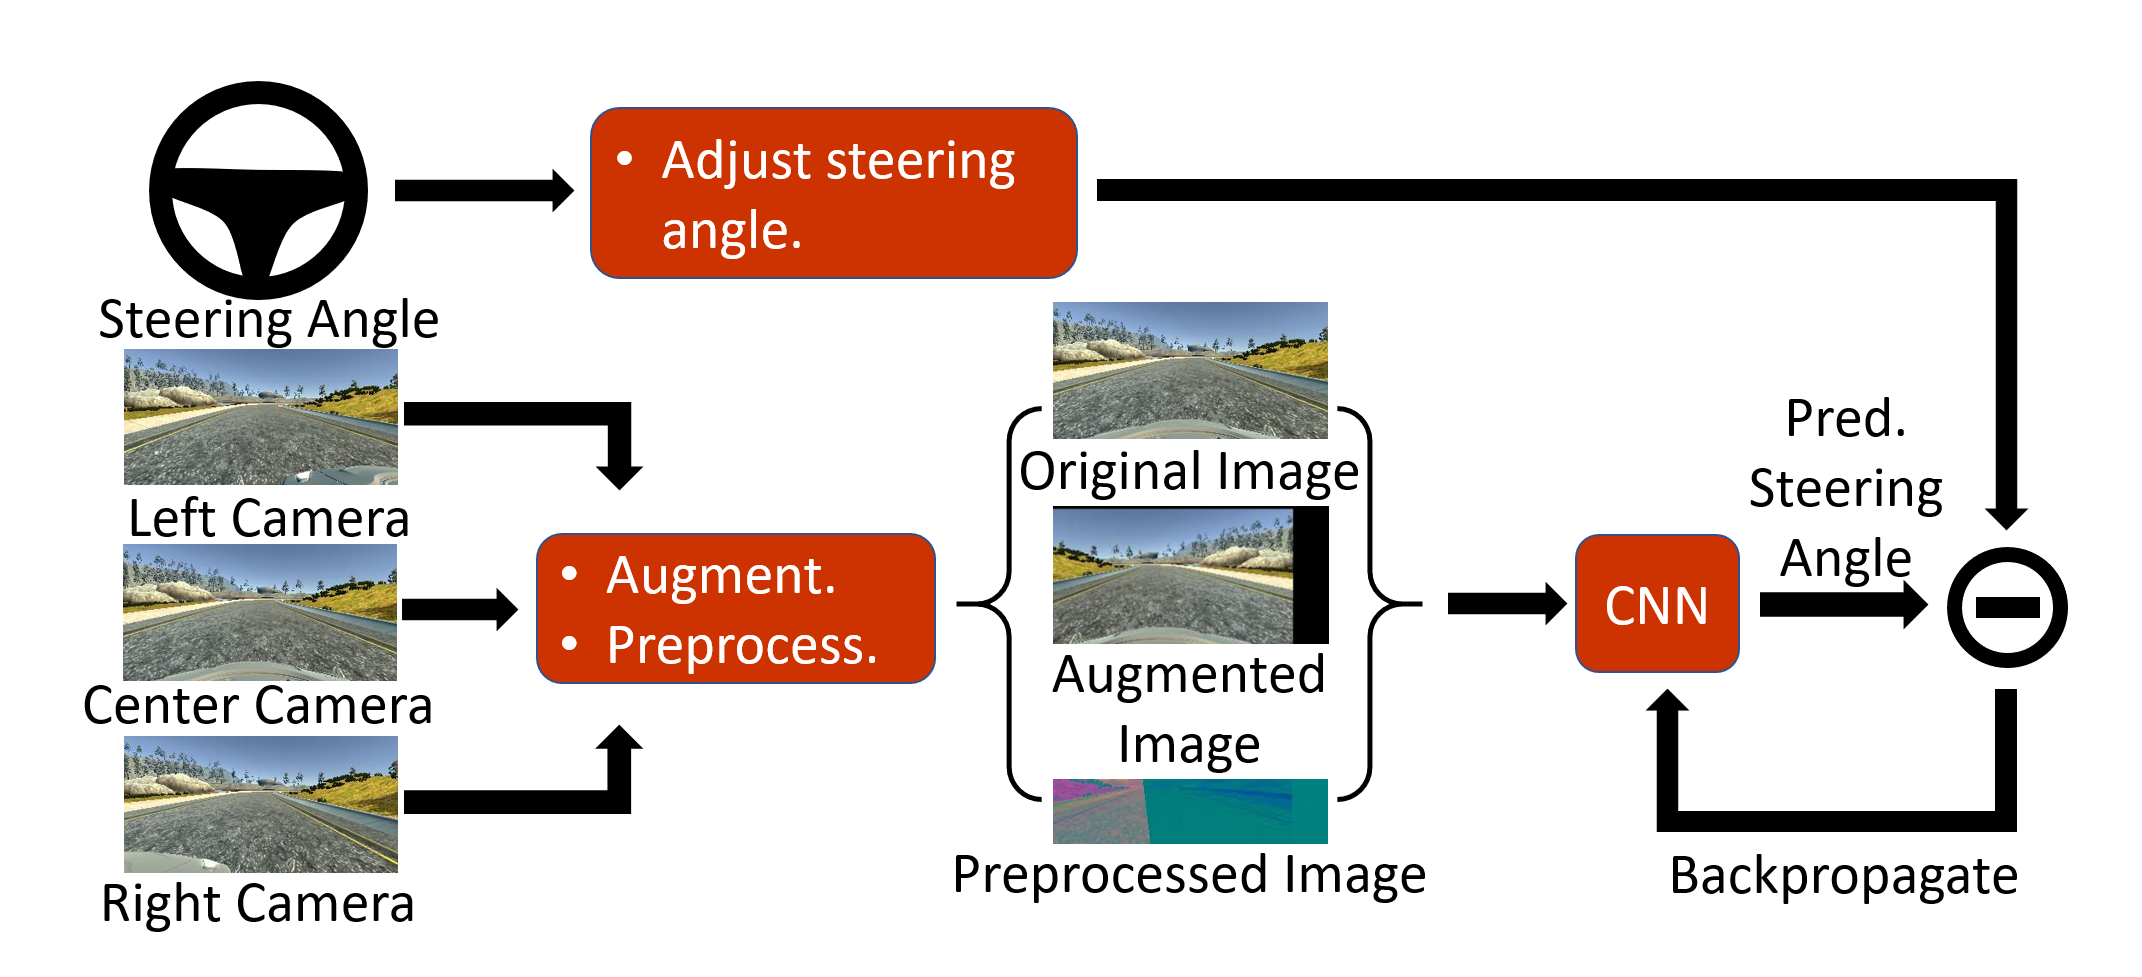 • Adjust steering
angle.
Steering Angle
Left Camera
Center Camera
Right Camera
• Augment.
• Preprocess.
Original Image
Augmented
Image
Preprocessed Image
CNN
Pred.
Steering
Angle
Backpropagate